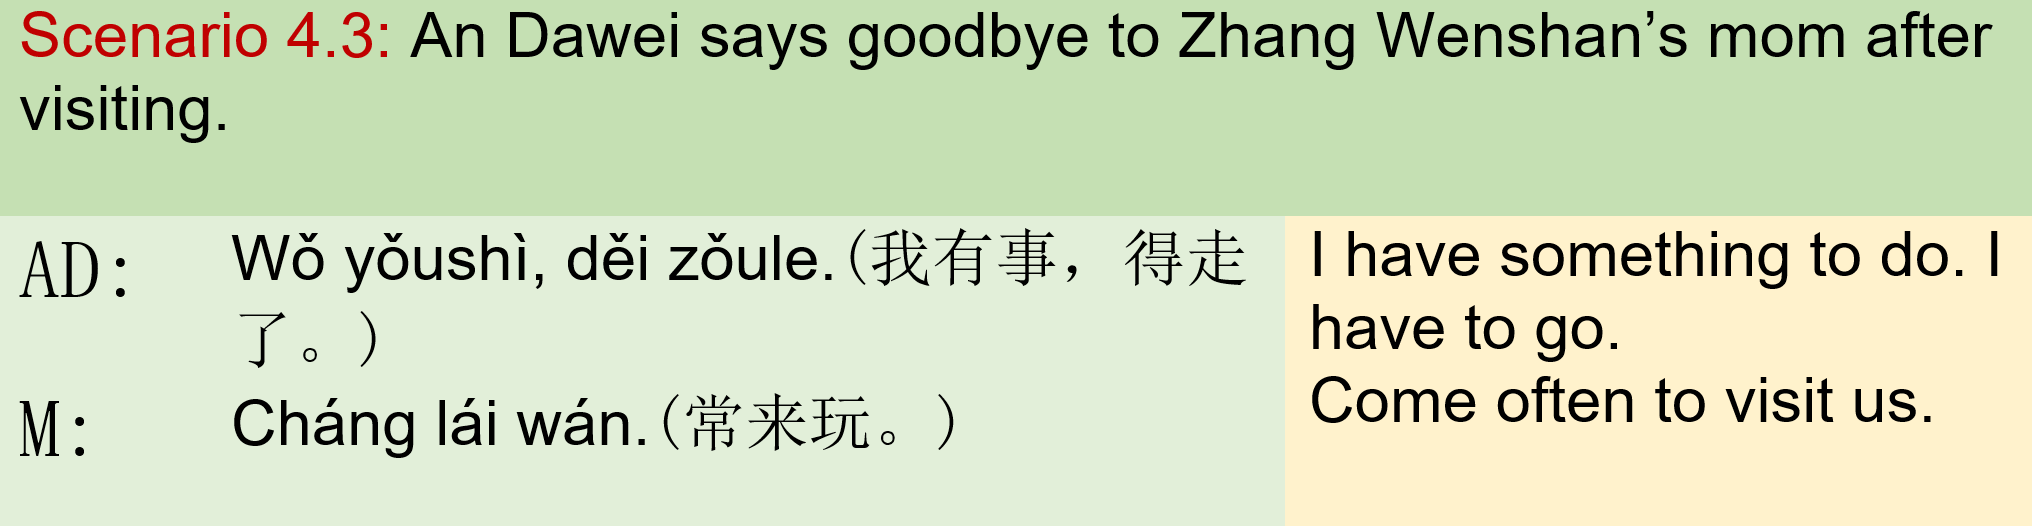 Scenario 4.3: An Dawei says goodbye to Zhang Wenshan’s mom after
visiting.
AD: Wǒ yǒushì, děi zǒule.(我有事，得走
了。)
M: Cháng lái wán.(常来玩。)
I have something to do. I
have to go.
Come often to visit us.